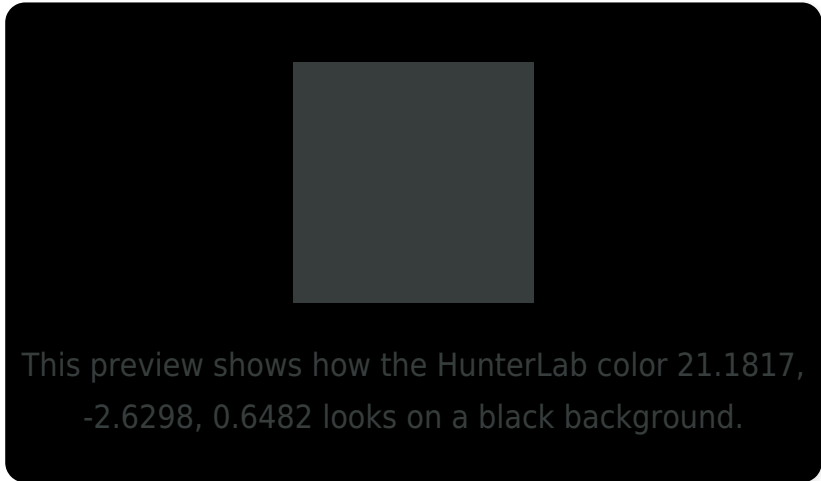 This preview shows how the HunterLab color 21.1817,
-2.6298, 0.6482 looks on a black background.